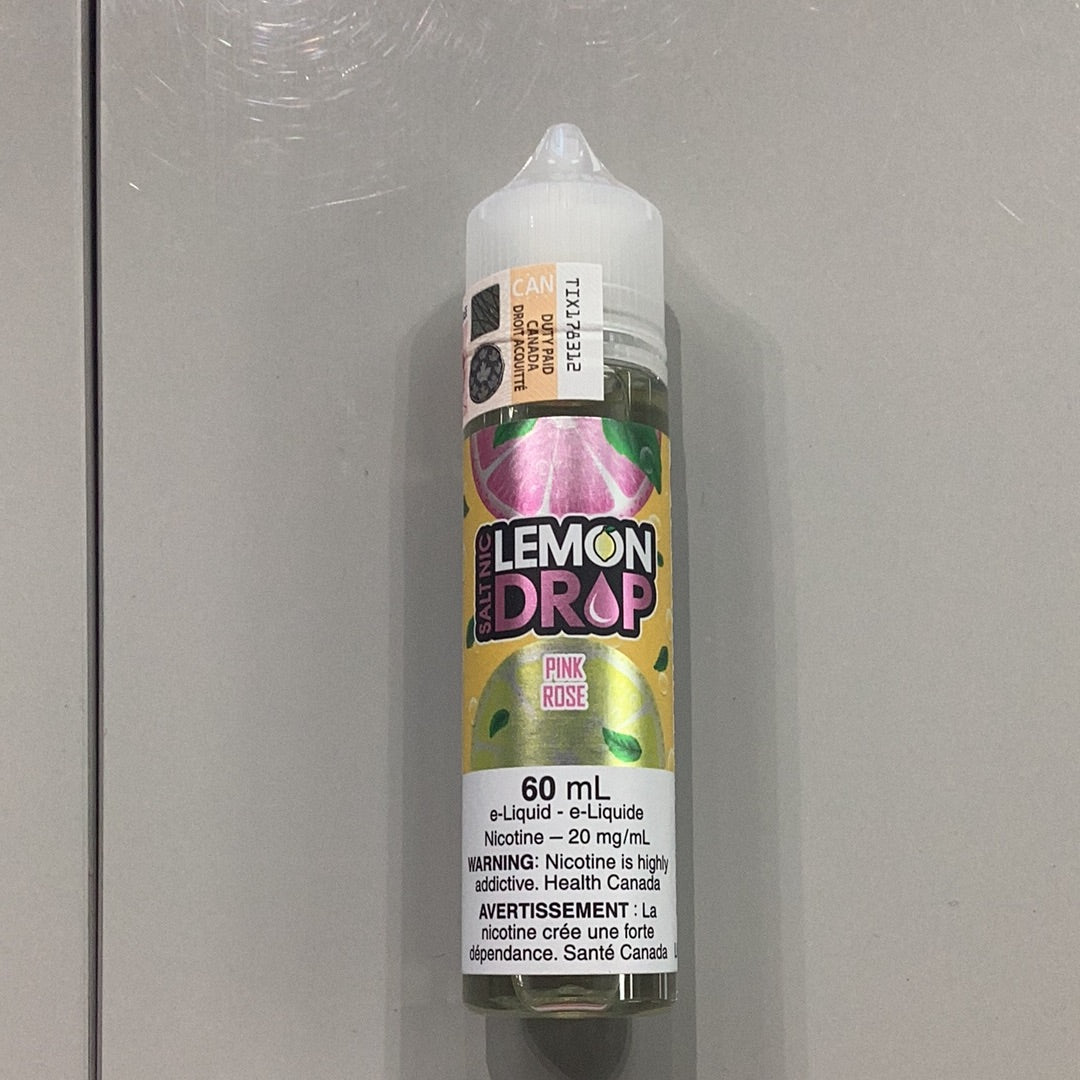 CAN
DUTY PAID
CANADA
DROIT ACQUITTÉ
TIX176312
SALT NIC
LEMON
DROP
PINK
ROSE
60 mL
e-Liquid - e-Liquide
Nicotine – 20 mg/mL
WARNING: Nicotine is highly
addictive. Health Canada
AVERTISSEMENT : La
nicotine crée une forte
dépendance. Santé Canada